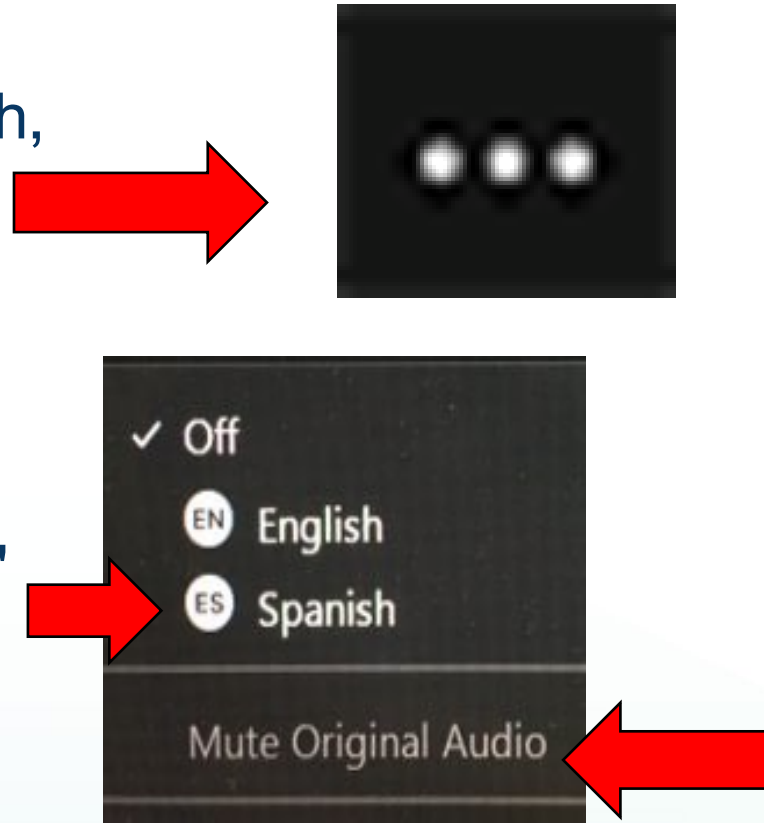 h,
✓ Off
EN English
"
ES Spanish
Mute Original Audio